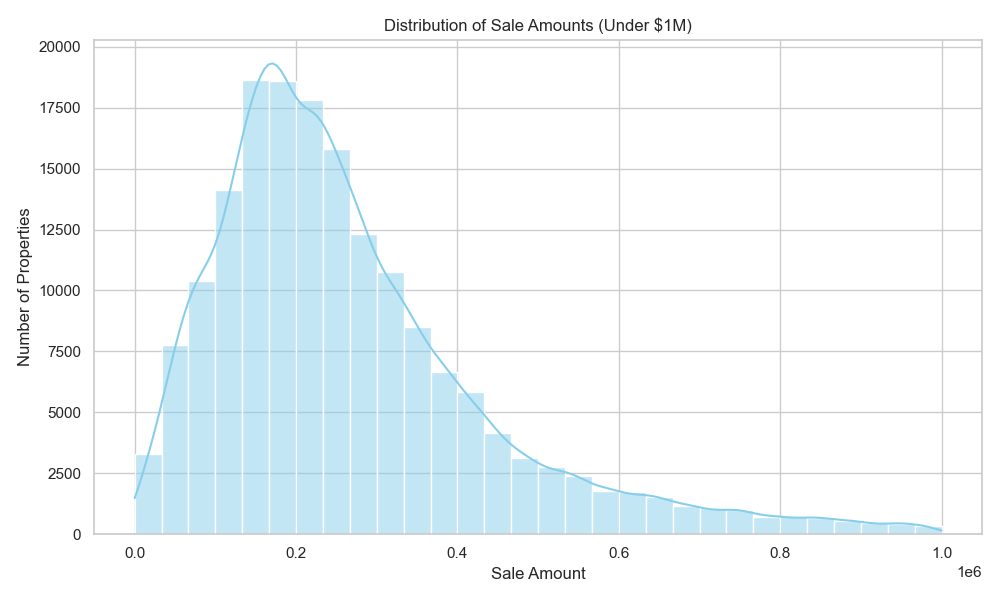 Distribution of Sale Amounts (Under $1M)
Number of Properties
20000
17500
15000
12500
10000
7500
5000
2500
0
0.0 0.2 0.4 0.6 0.8 1.0
1e6
Sale Amount